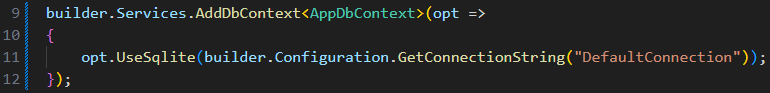 9 builder.Services.AddDbContext<AppDbContext>(opt =>
10 {
11     opt.UseSqlite(builder.Configuration.GetConnectionString("DefaultConnection"));
12 });